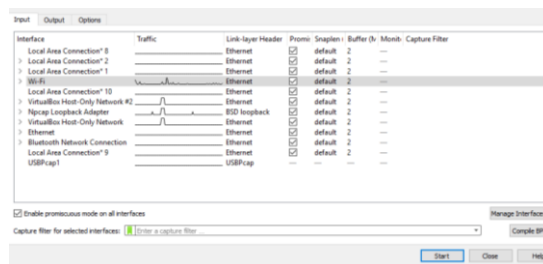 Input Output Options
Interface Traffic Link-layer Header Promi Snaplen Buffer (M Monit Capture Filter
Local Area Connection* 8 Ethernet default 2 —
Local Area Connection* 2 Ethernet default 2 —
Local Area Connection* 1 Ethernet default 2 —
Wi-Fi Ethernet default 2 —
Local Area Connection* 10 Ethernet default 2 —
VirtualBox Host-Only Network #2 Ethernet default 2 —
Npcap Loopback Adapter BSD loopback default 2 —
VirtualBox Host-Only Network Ethernet default 2 —
Ethernet Ethernet default 2 —
Bluetooth Network Connection Ethernet default 2 —
Local Area Connection* 9 Ethernet default 2 —
USBPcap1 USBPcap — — — —
Enable promiscuous mode on all interfaces Manage Interface
Capture filter for selected interfaces: Enter a capture filter ... Compile BP
Start Close Help